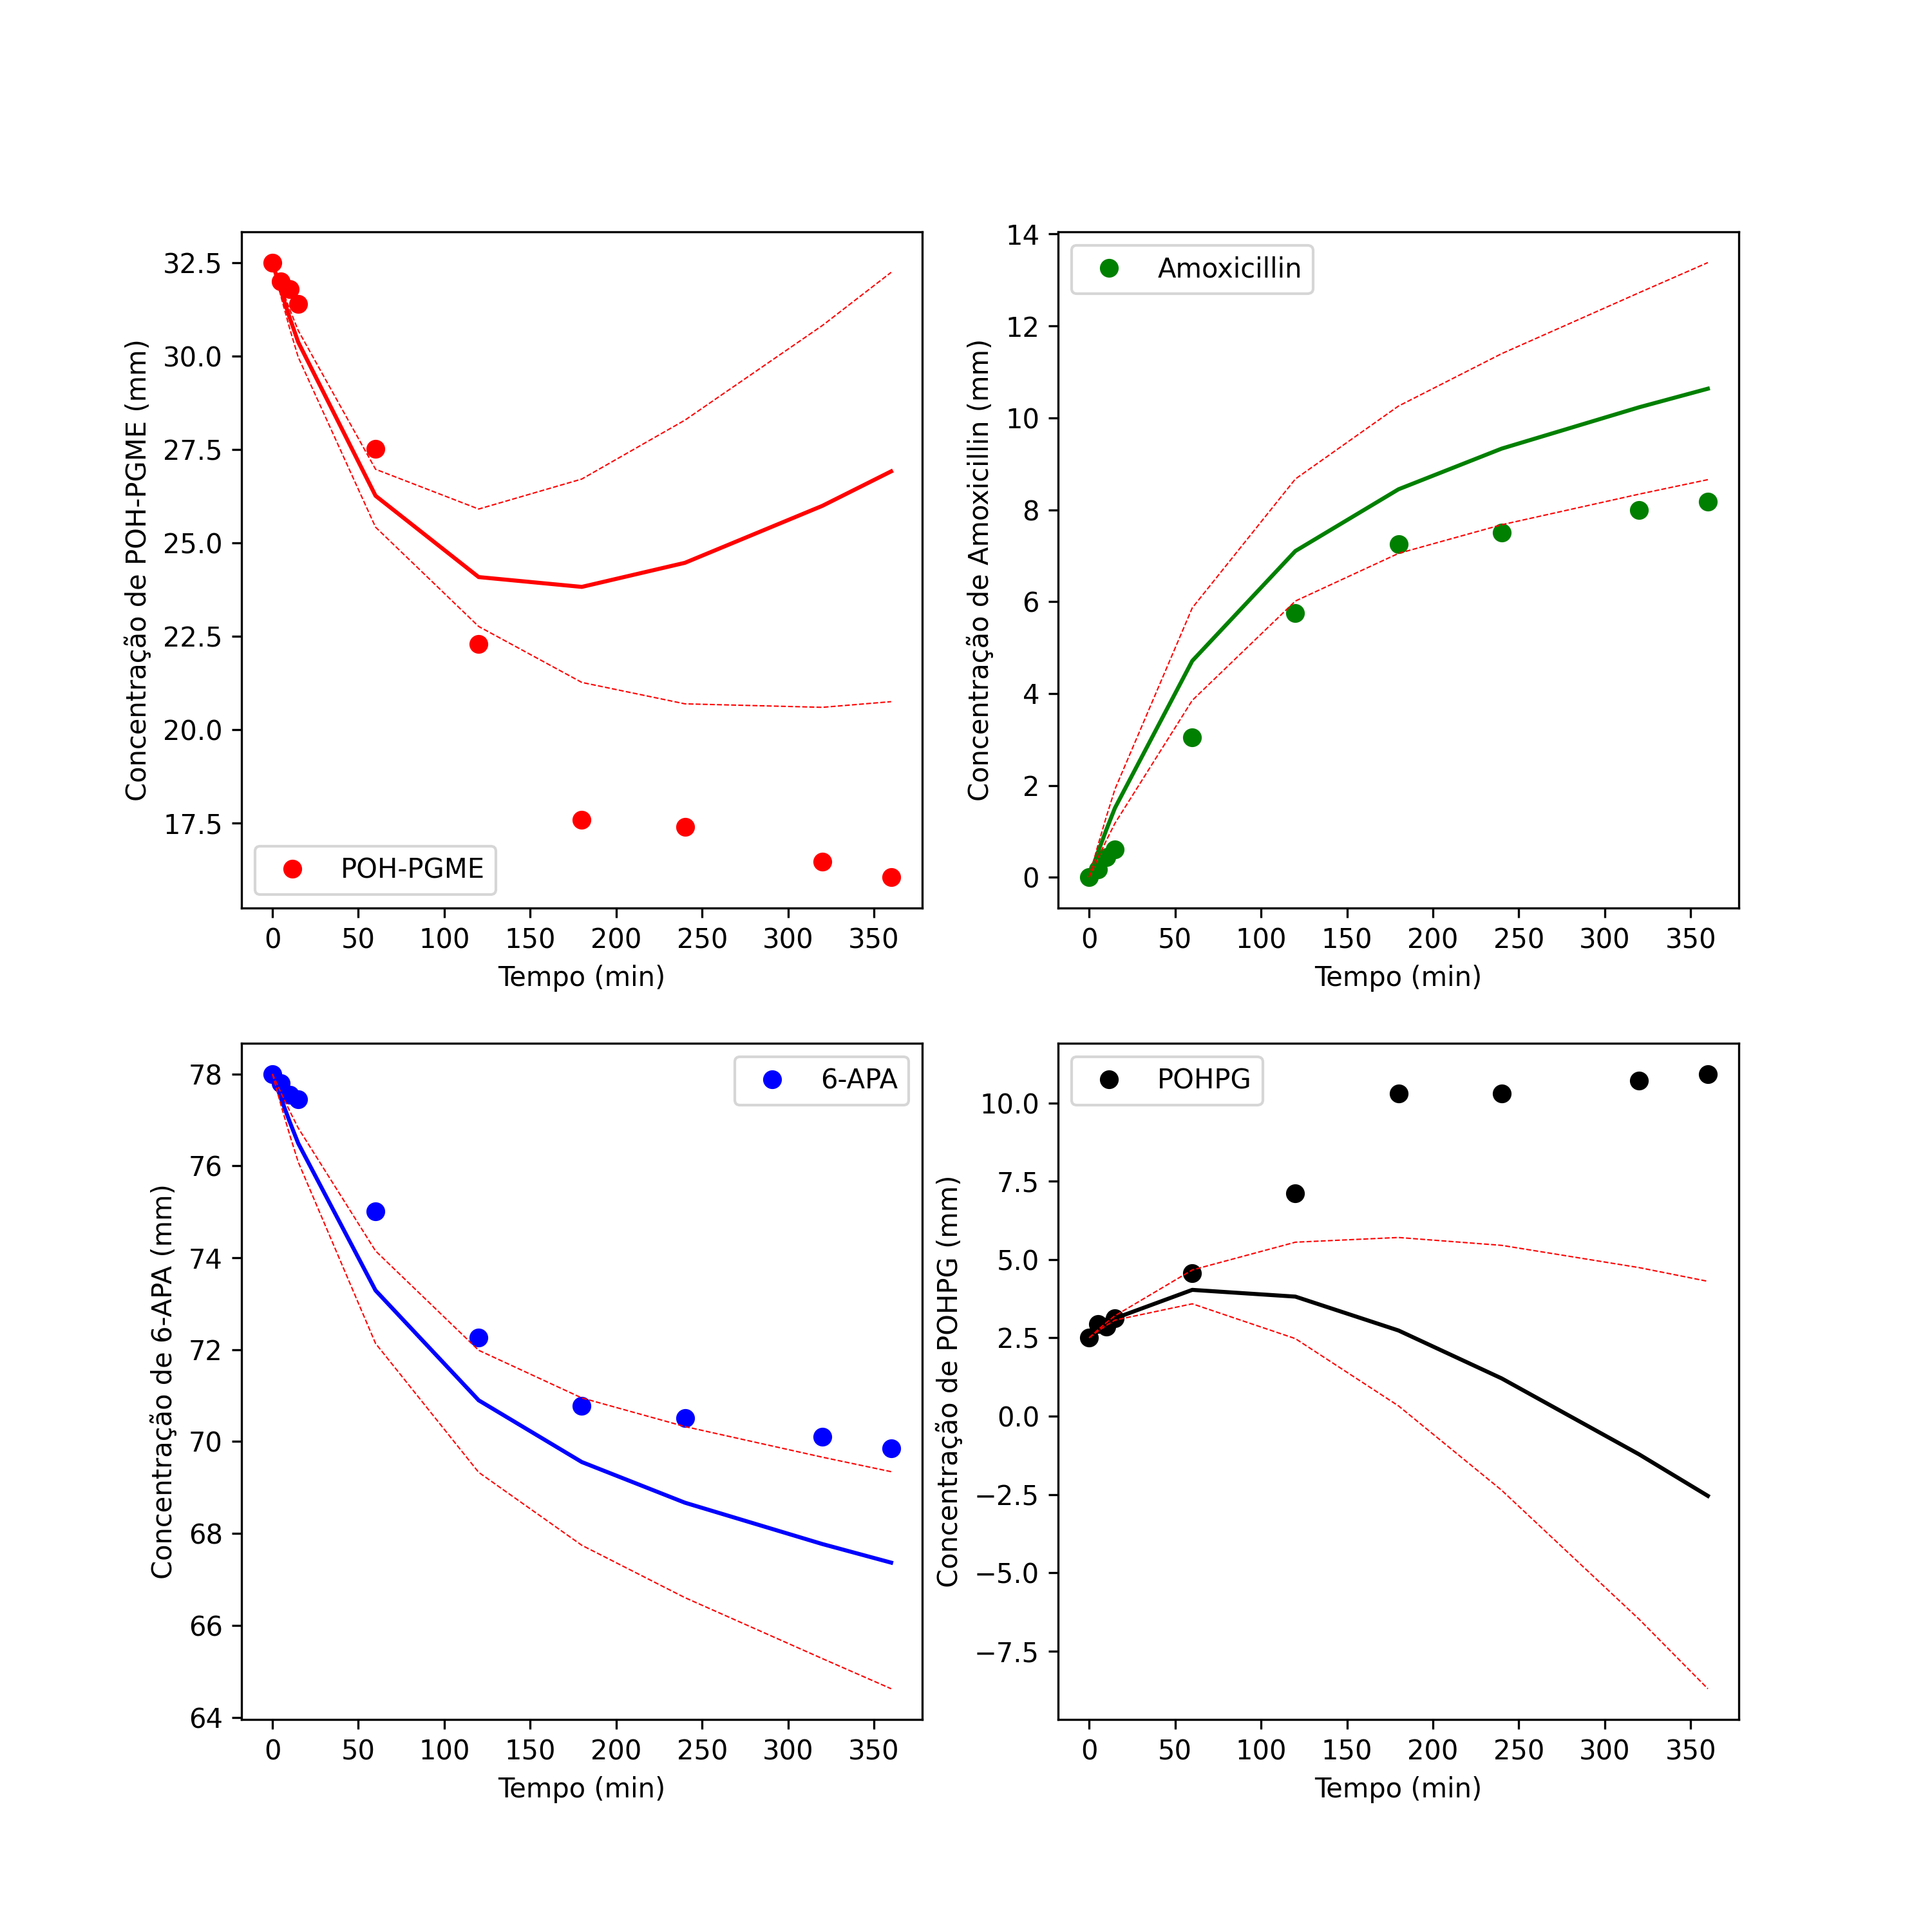 32.5
30.0
27.5
25.0
22.5
20.0
17.5
Concentração de POH-PGME (mm)
POH-PGME
0 50 100 150 200 250 300 350
Tempo (min)
14
12
10
8
6
4
2
0
Concentração de Amoxicillin (mm)
Amoxicillin
0 50 100 150 200 250 300 350
Tempo (min)
78
76
74
72
70
68
66
64
Concentração de 6-APA (mm)
6-APA
0 50 100 150 200 250 300 350
Tempo (min)
10.0
7.5
5.0
2.5
0.0
−2.5
−5.0
−7.5
Concentração de POHPG (mm)
POHPG
0 50 100 150 200 250 300 350
Tempo (min)